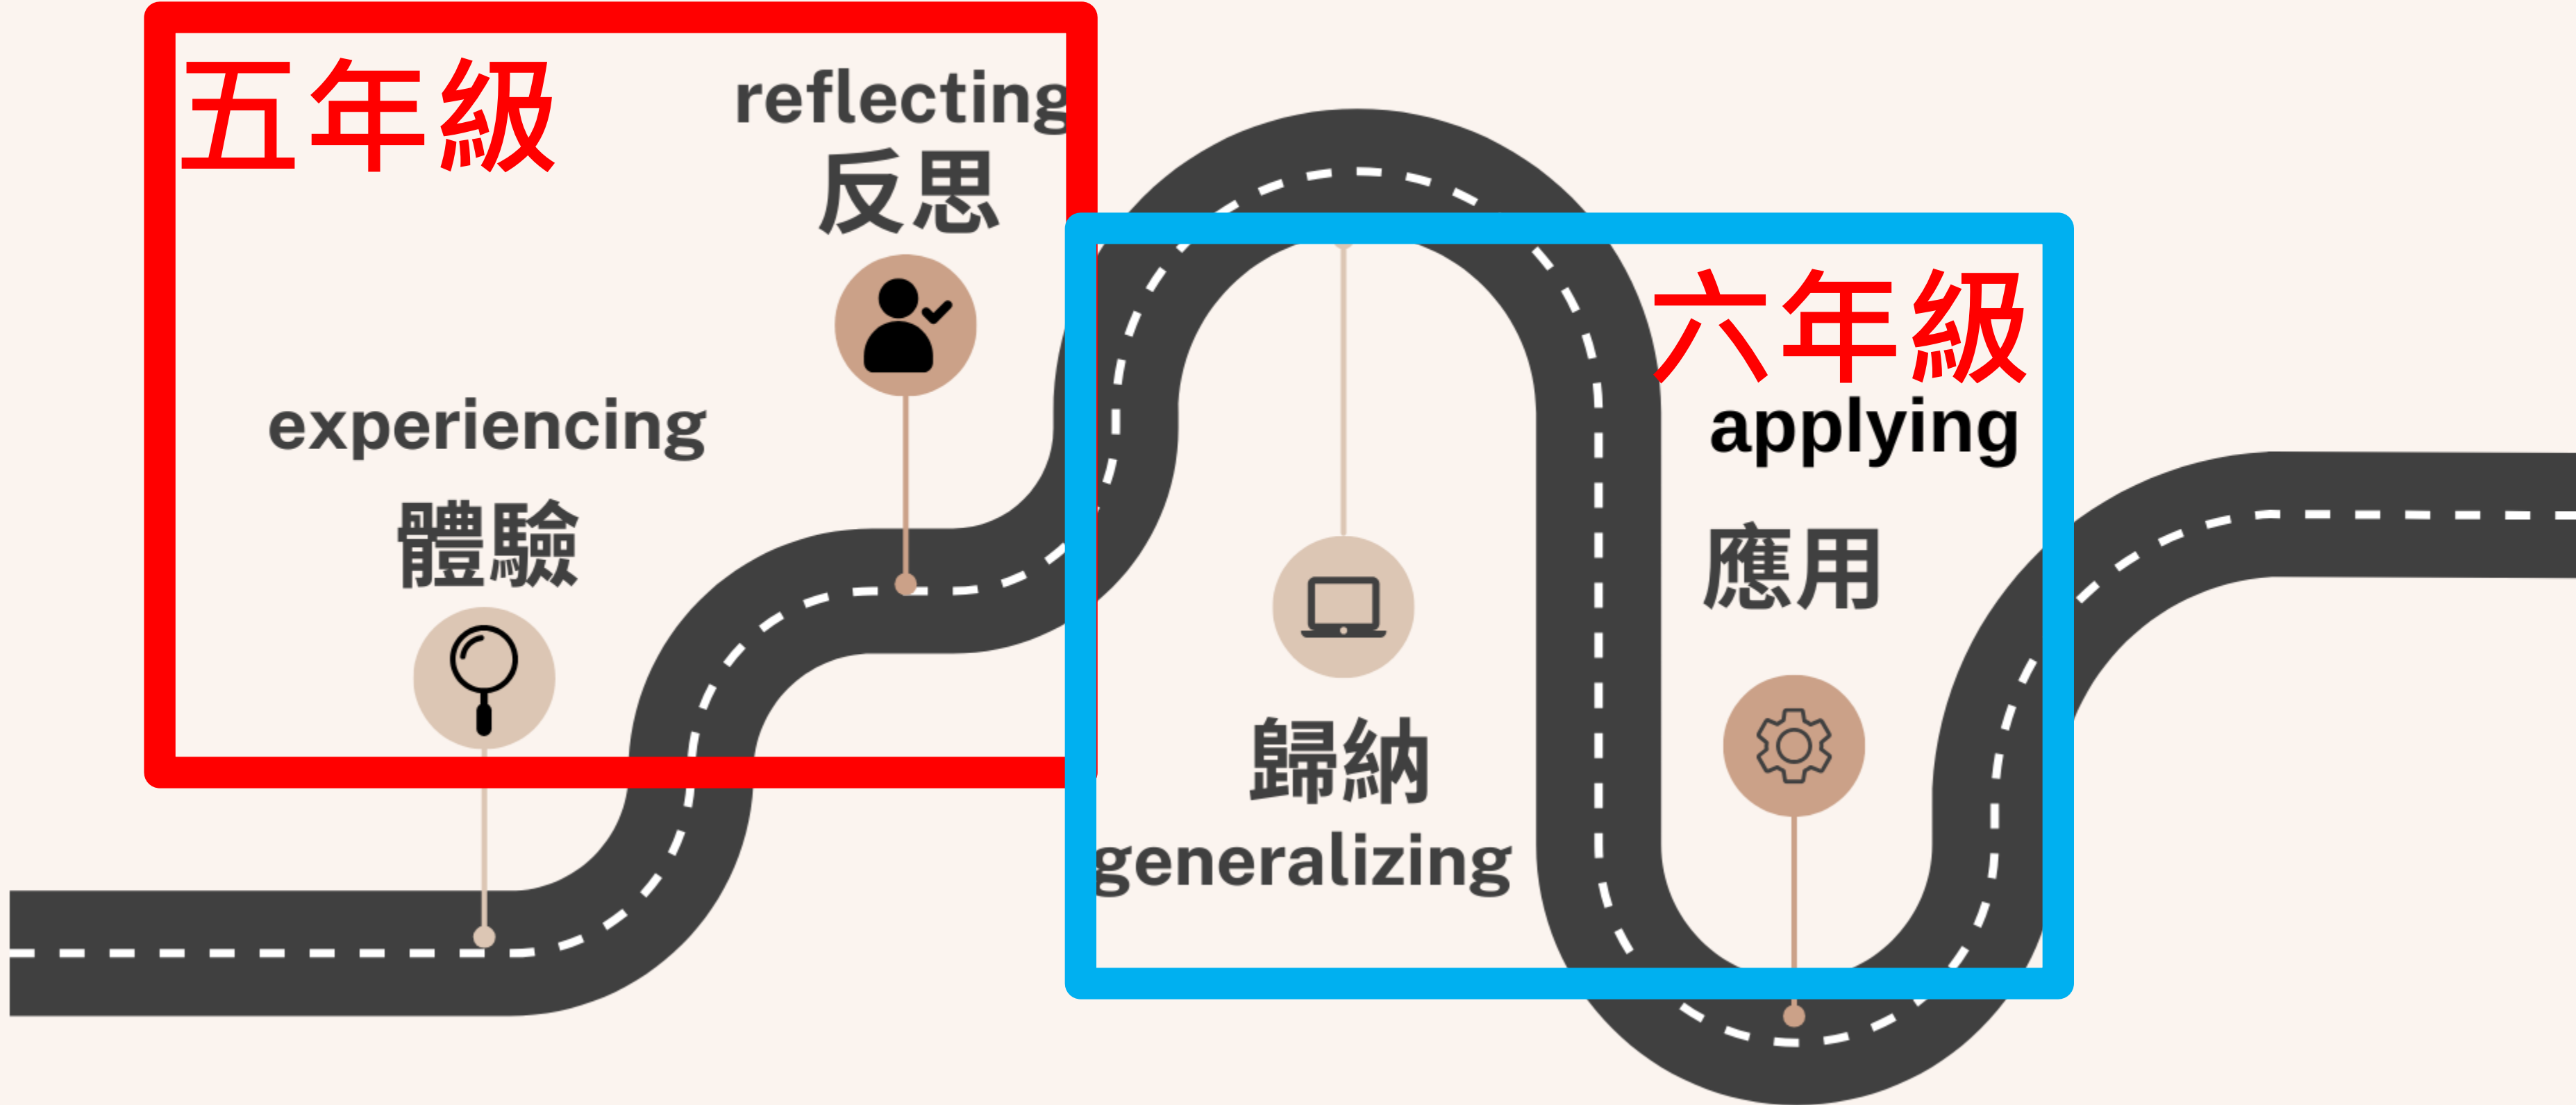 五年級
reflecting
反思
experiencing
體驗
六年級
applying
應用
歸納
generalizing